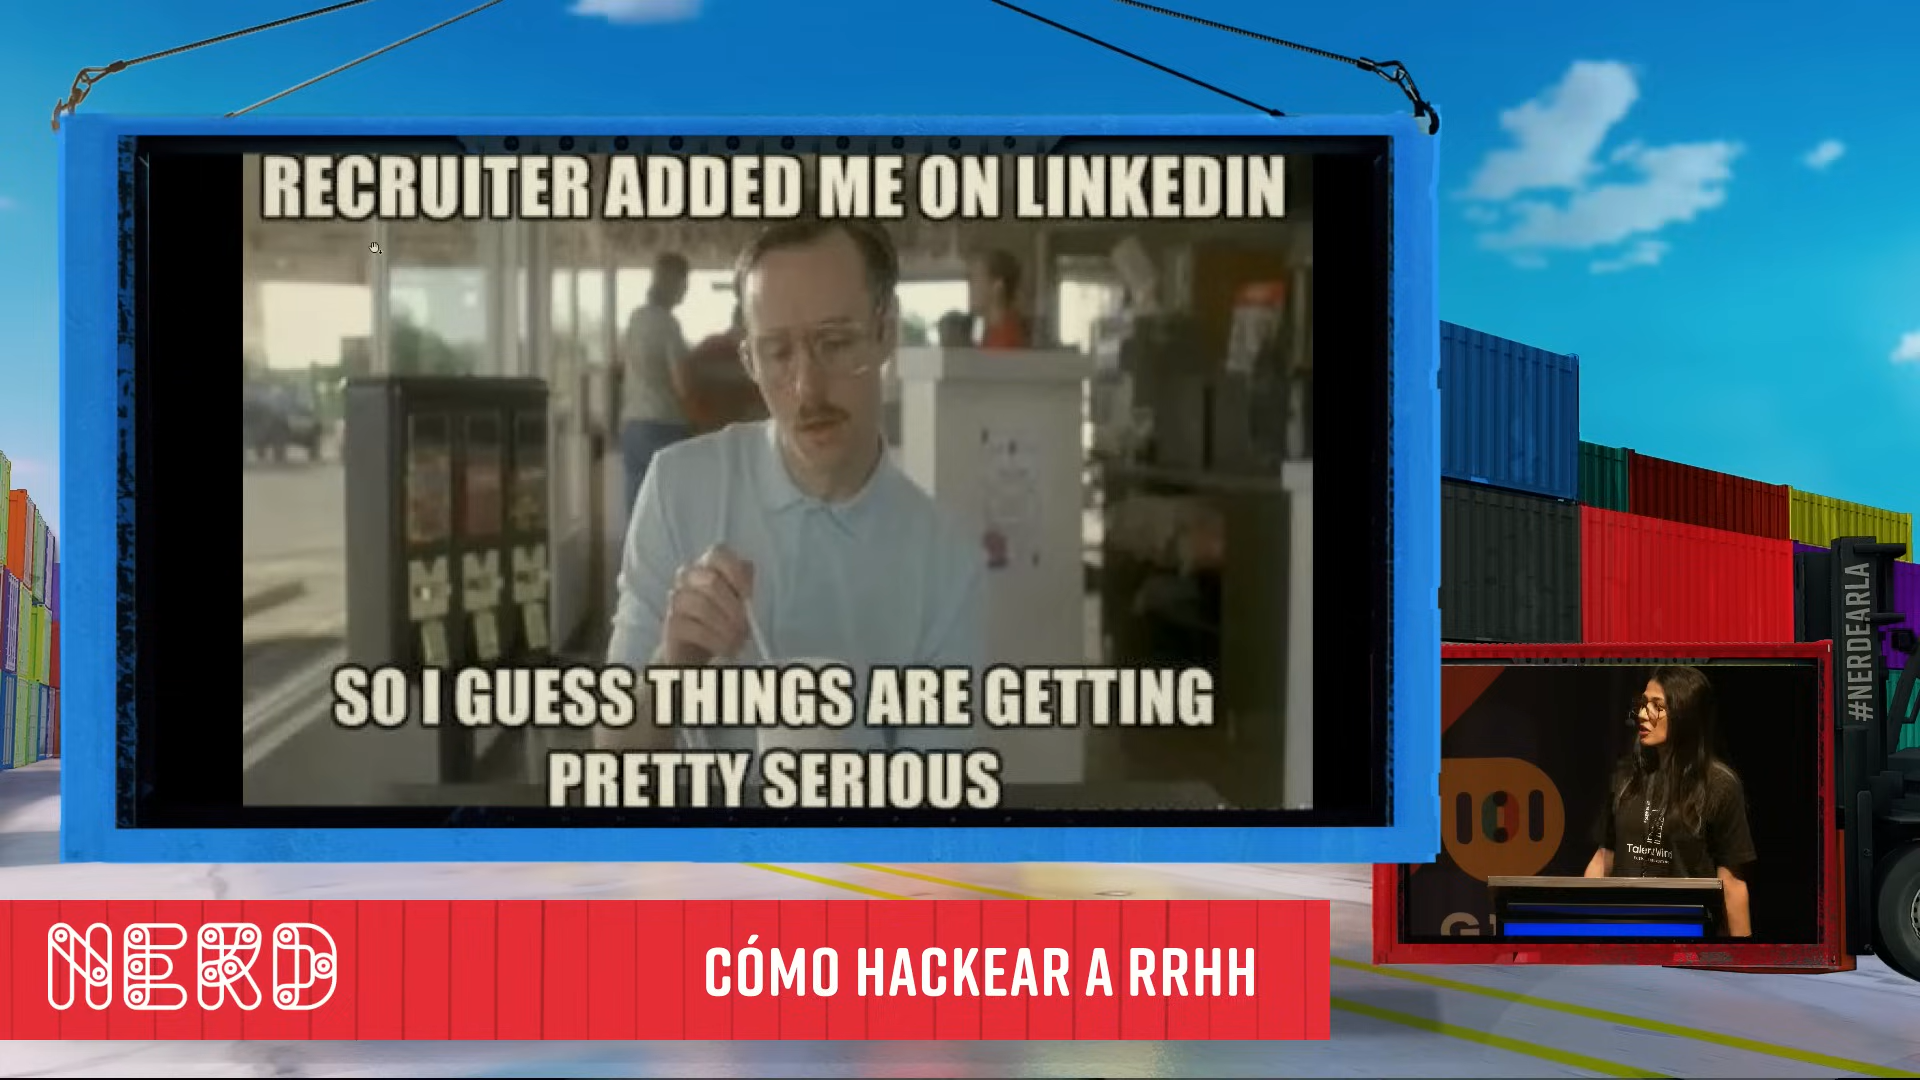 RECRUITER ADDED ME ON LINKEDIN
SO I GUESS THINGS ARE GETTING
PRETTY SERIOUS
#NERDEARLA
NERD
CÓMO HACKEAR A RRHH